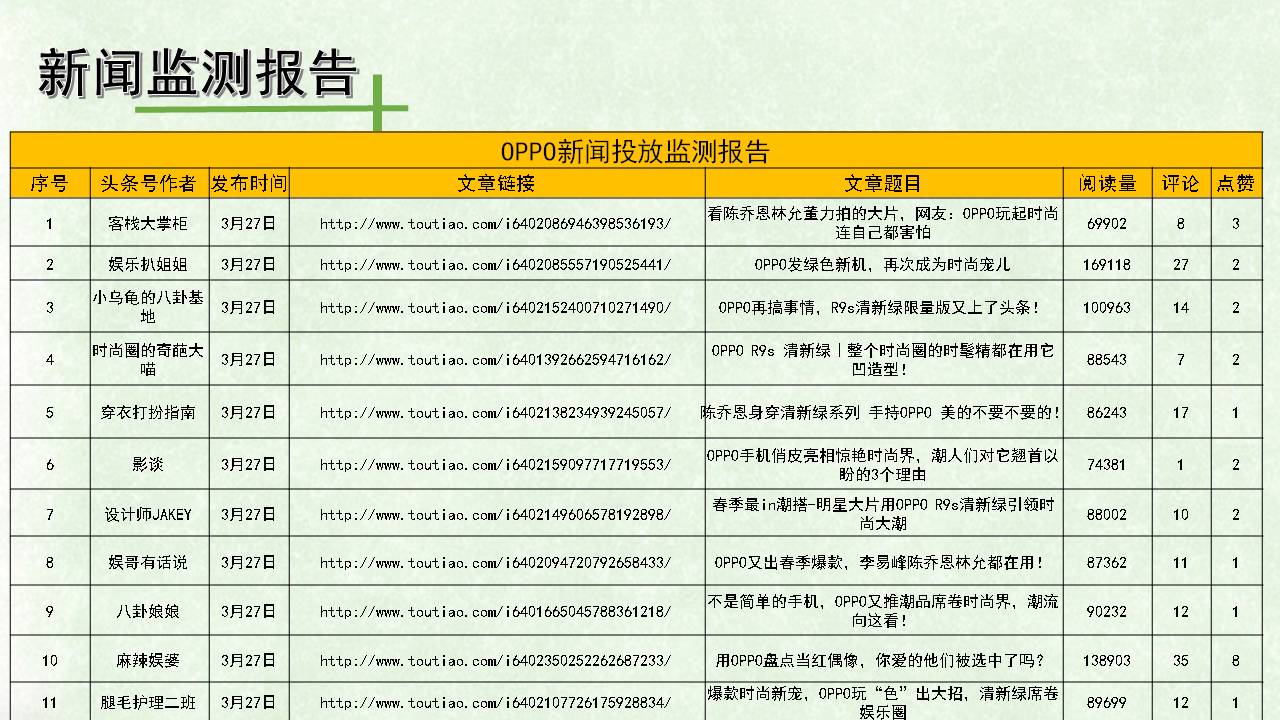 新闻监测报告
OPPO新闻投放监测报告
序号 头条号作者 发布时间 文章链接 文章题目 阅读量 评论 点赞
1 客栈大掌柜 3月27日 http://www.toutiao.com/i6402086946398536193/ 看陈乔恩林允董力拍的大片，网友：OPPO玩起时尚
连自己都害怕 69902 8 3
2 娱乐扒姐姐 3月27日 http://www.toutiao.com/i6402085557190525441/ OPPO发绿色新机，再次成为时尚宠儿 169118 27 2
3 小乌龟的八卦基
地 3月27日 http://www.toutiao.com/i6402152400710271490/ OPPO再搞事情，R9s清新绿限量版又上了头条！ 100963 14 2
4 时尚圈的奇葩大
喵 3月27日 http://www.toutiao.com/i6401392662594716162/ OPPO R9s 清新绿丨整个时尚圈的时髦精都在用它
凹造型！ 88543 7 2
5 穿衣打扮指南 3月27日 http://www.toutiao.com/i6402138234939245057/ 陈乔恩身穿清新绿系列 手持OPPO 美的不要不要的！ 86243 17 1
6 影谈 3月27日 http://www.toutiao.com/i6402159097717719553/ OPPO手机俏皮亮相惊艳时尚界，潮人们对它翘首以
盼的3个理由 74381 1 2
7 设计师JAKEY 3月27日 http://www.toutiao.com/i6402149606578192898/ 春季最in潮搭-明星大片用OPPO R9s清新绿引领时
尚大潮 88002 10 2
8 娱哥有话说 3月27日 http://www.toutiao.com/i6402094720792658433/ OPPO又出春季爆款，李易峰陈乔恩林允都在用！ 87362 11 1
9 八卦娘娘 3月27日 http://www.toutiao.com/i6401665045788361218/ 不是简单的手机，OPPO又推潮品席卷时尚界，潮流
向这看！ 90232 12 1
10 麻辣娱婆 3月27日 http://www.toutiao.com/i6402350252262687233/ 用OPPO盘点当红偶像，你爱的他们被选中了吗？ 138903 35 8
11 腿毛护理二班 3月27日 http://www.toutiao.com/i6402107726175928834/ 爆款时尚新宠，OPPO玩“色”出大招，清新绿席卷
娱乐圈 89699 12 1